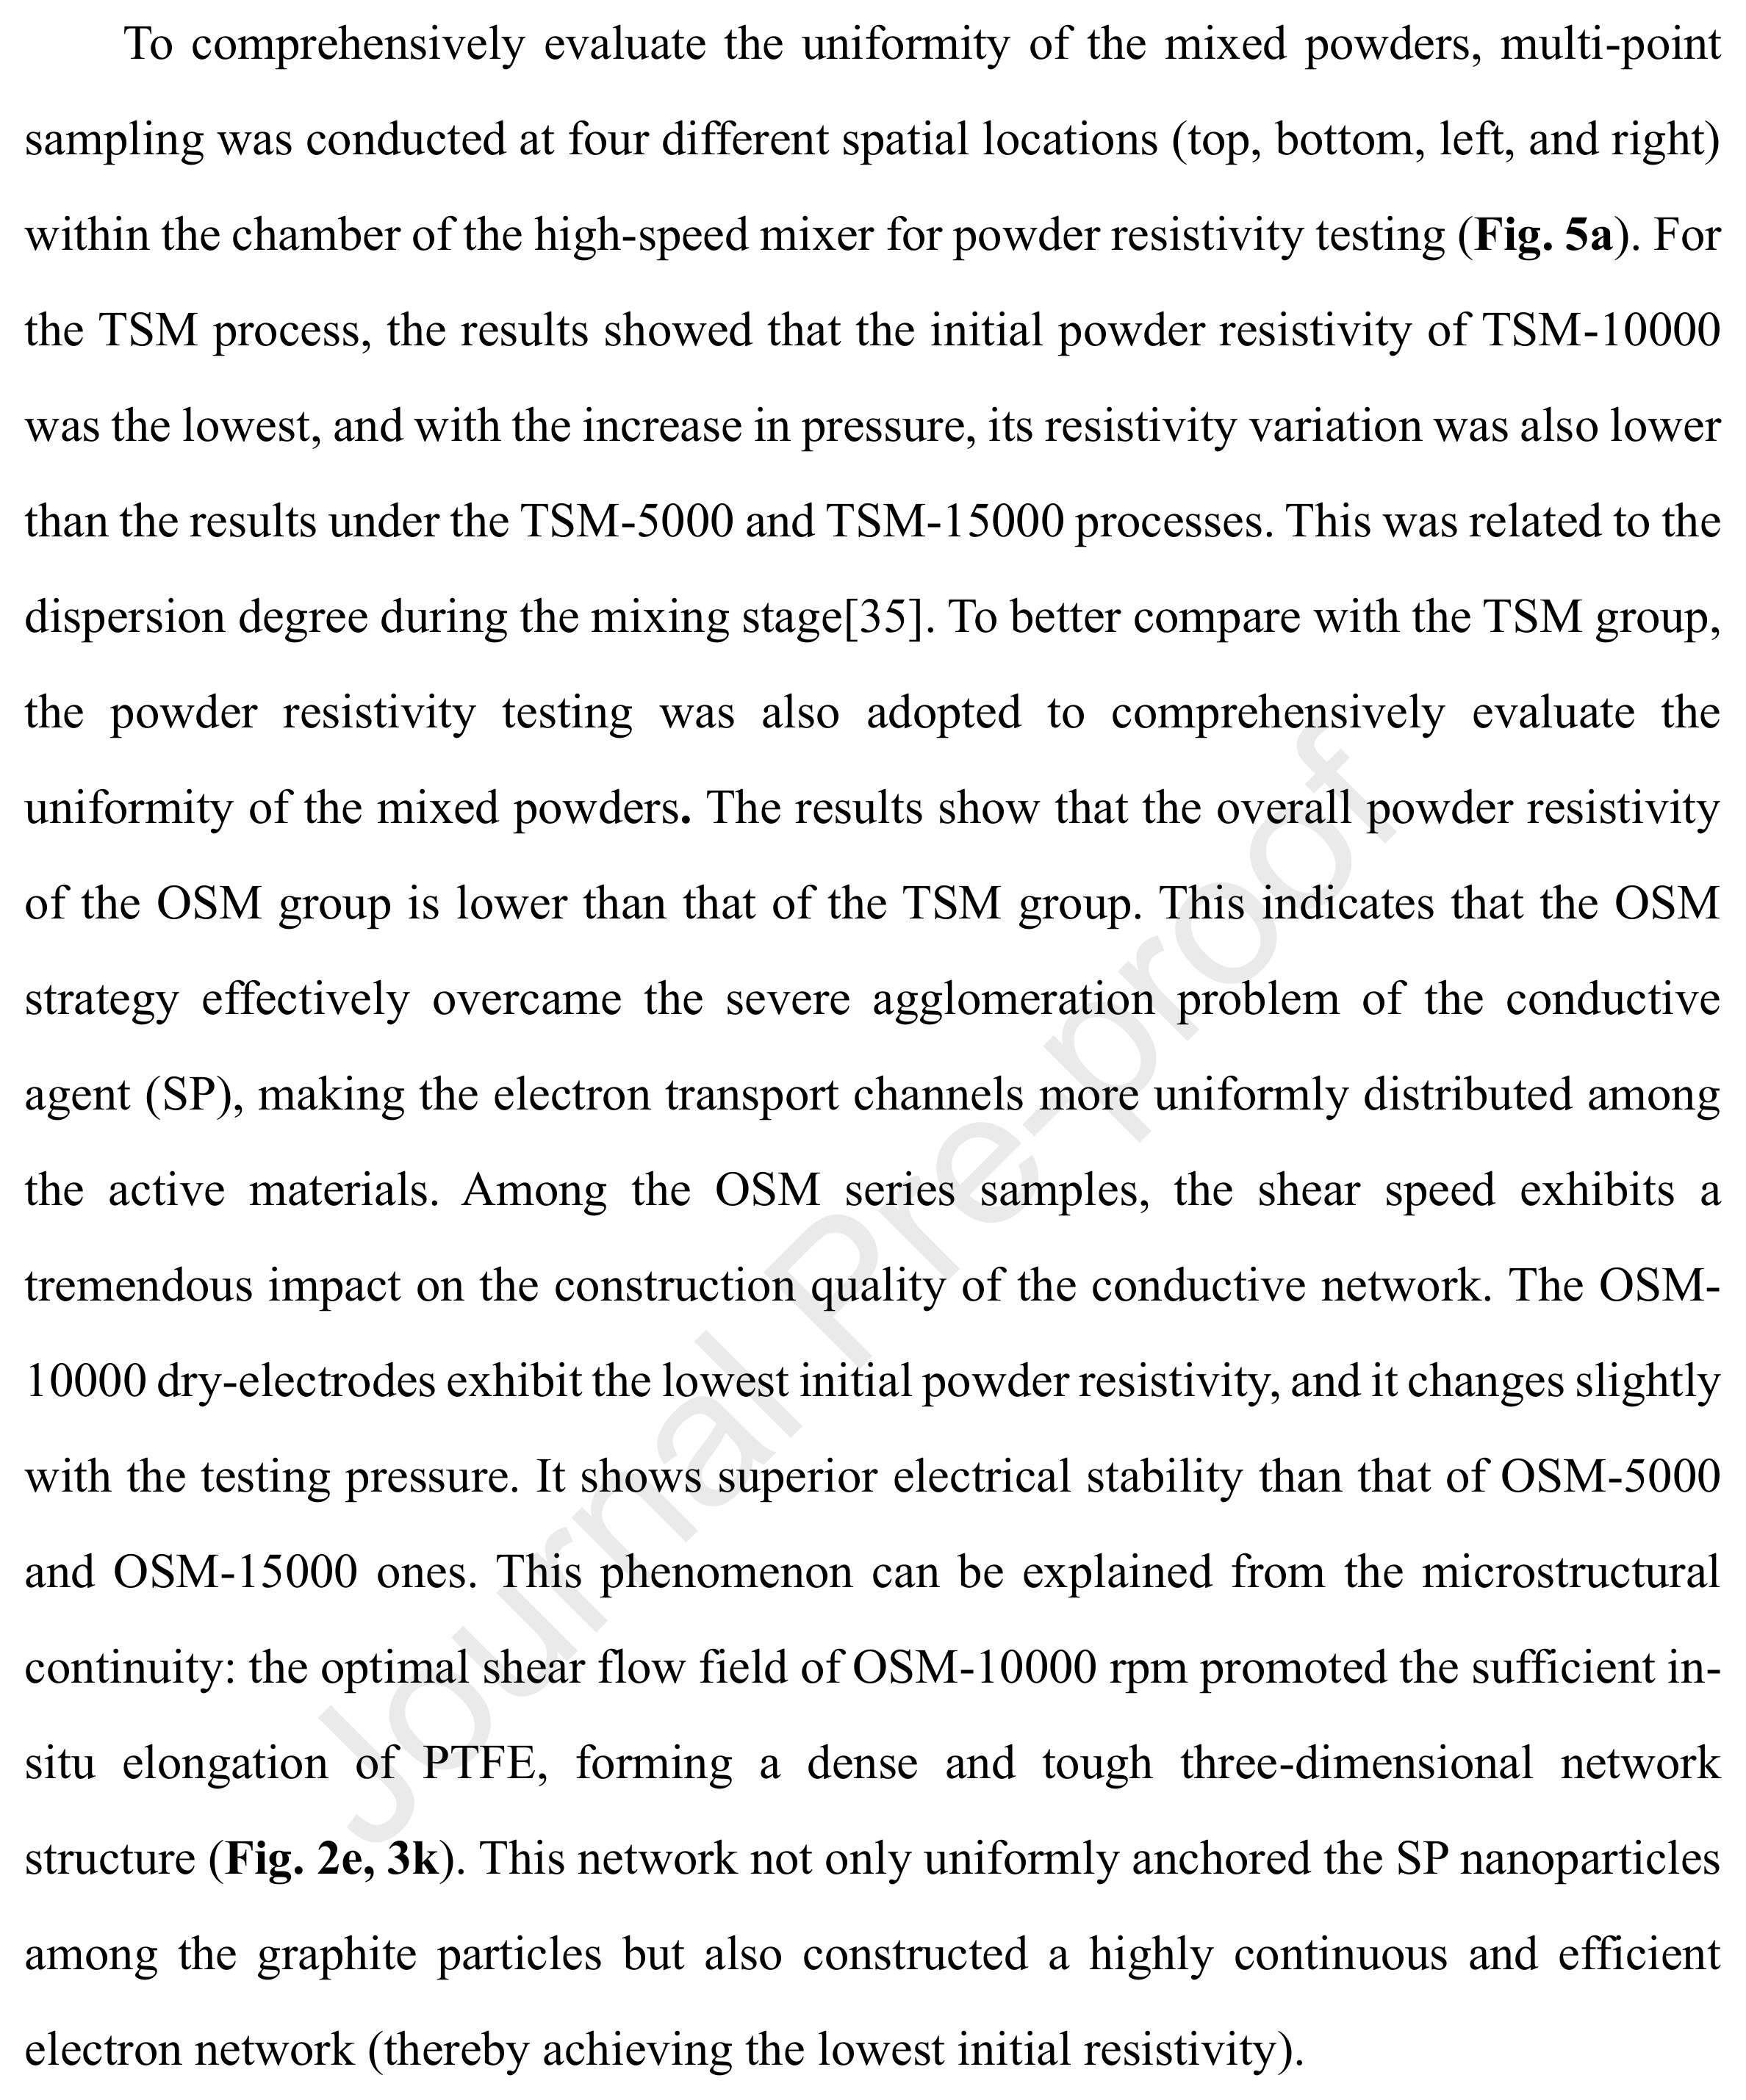 To comprehensively evaluate the uniformity of the mixed powders, multi-point
sampling was conducted at four different spatial locations (top, bottom, left, and right)
within the chamber of the high-speed mixer for powder resistivity testing (Fig. 5a). For
the TSM process, the results showed that the initial powder resistivity of TSM-10000
was the lowest, and with the increase in pressure, its resistivity variation was also lower
than the results under the TSM-5000 and TSM-15000 processes. This was related to the
dispersion degree during the mixing stage[35]. To better compare with the TSM group,
the powder resistivity testing was also adopted to comprehensively evaluate the
uniformity of the mixed powders. The results show that the overall powder resistivity
of the OSM group is lower than that of the TSM group. This indicates that the OSM
strategy effectively overcame the severe agglomeration problem of the conductive
agent (SP), making the electron transport channels more uniformly distributed among
the active materials. Among the OSM series samples, the shear speed exhibits a
tremendous impact on the construction quality of the conductive network. The OSM-
10000 dry-electrodes exhibit the lowest initial powder resistivity, and it changes slightly
with the testing pressure. It shows superior electrical stability than that of OSM-5000
and OSM-15000 ones. This phenomenon can be explained from the microstructural
continuity: the optimal shear flow field of OSM-10000 rpm promoted the sufficient in-
situ elongation of PTFE, forming a dense and tough three-dimensional network
structure (Fig. 2e, 3k). This network not only uniformly anchored the SP nanoparticles
among the graphite particles but also constructed a highly continuous and efficient
electron network (thereby achieving the lowest initial resistivity).
Journal Pre-proof